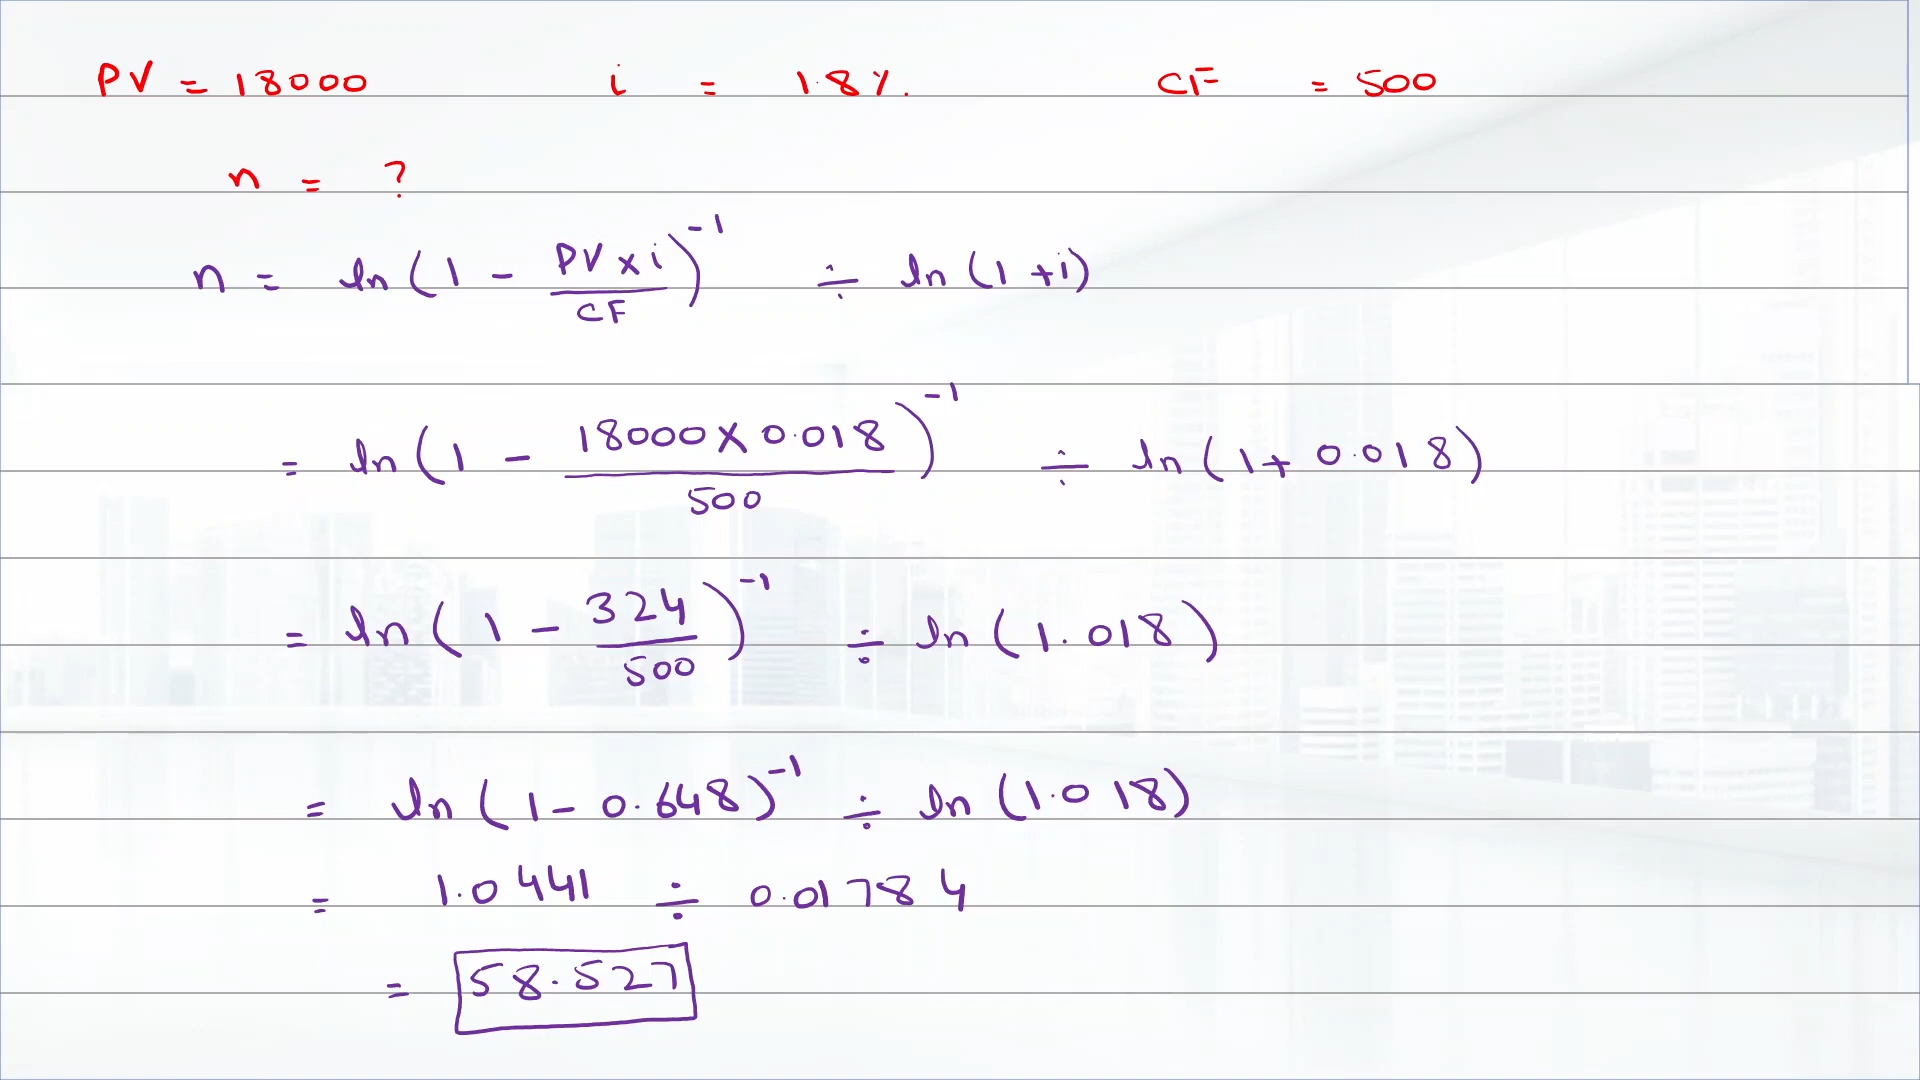 PV = 18000 i = 1.8%. CF = 500
n = ?
n = ln (1 - PV x i / CF)^-1 ÷ ln (1 + i)
= ln (1 - 18000 X 0.018 / 500)^-1 ÷ ln (1 + 0.018)
= ln (1 - 324 / 500)^-1 ÷ ln (1.018)
= ln (1 - 0.648)^-1 ÷ ln (1.018)
= 1.0441 ÷ 0.01784
= 58.527